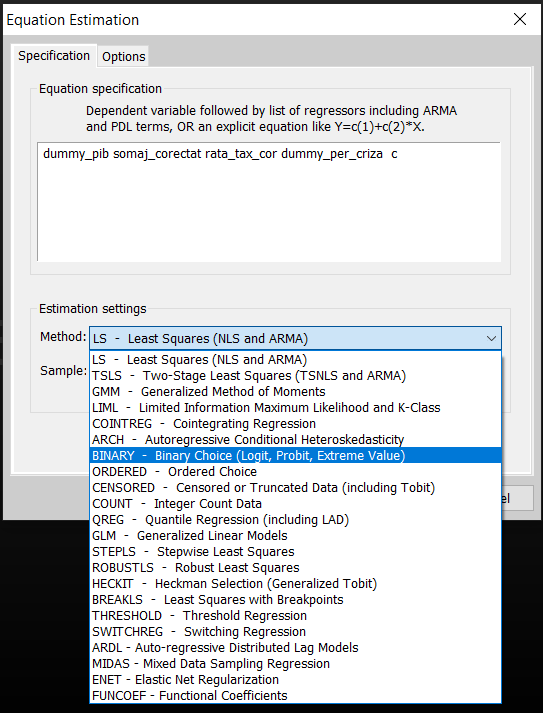 Equation Estimation
Specification Options
Equation specification
Dependent variable followed by list of regressors including ARMA
and PDL terms, OR an explicit equation like Y=c(1)+c(2)*X.
dummy_pib somaj_corectat rata_tax_cor dummy_per_criza c
Estimation settings
Method: LS - Least Squares (NLS and ARMA)
LS - Least Squares (NLS and ARMA)
Sample: TSLS - Two-Stage Least Squares (TSNLS and ARMA)
GMM - Generalized Method of Moments
LIML - Limited Information Maximum Likelihood and K-Class
COINTREG - Cointegrating Regression
ARCH - Autoregressive Conditional Heteroskedasticity
BINARY - Binary Choice (Logit, Probit, Extreme Value)
ORDERED - Ordered Choice
CENSORED - Censored or Truncated Data (including Tobit)
COUNT - Integer Count Data
QREG - Quantile Regression (including LAD)
GLM - Generalized Linear Models
STEPLS - Stepwise Least Squares
ROBUSTLS - Robust Least Squares
HECKIT - Heckman Selection (Generalized Tobit)
BREAKLS - Least Squares with Breakpoints
THRESHOLD - Threshold Regression
SWITCHREG - Switching Regression
ARDL - Auto-regressive Distributed Lag Models
MIDAS - Mixed Data Sampling Regression
ENET - Elastic Net Regularization
FUNCOEF - Functional Coefficients